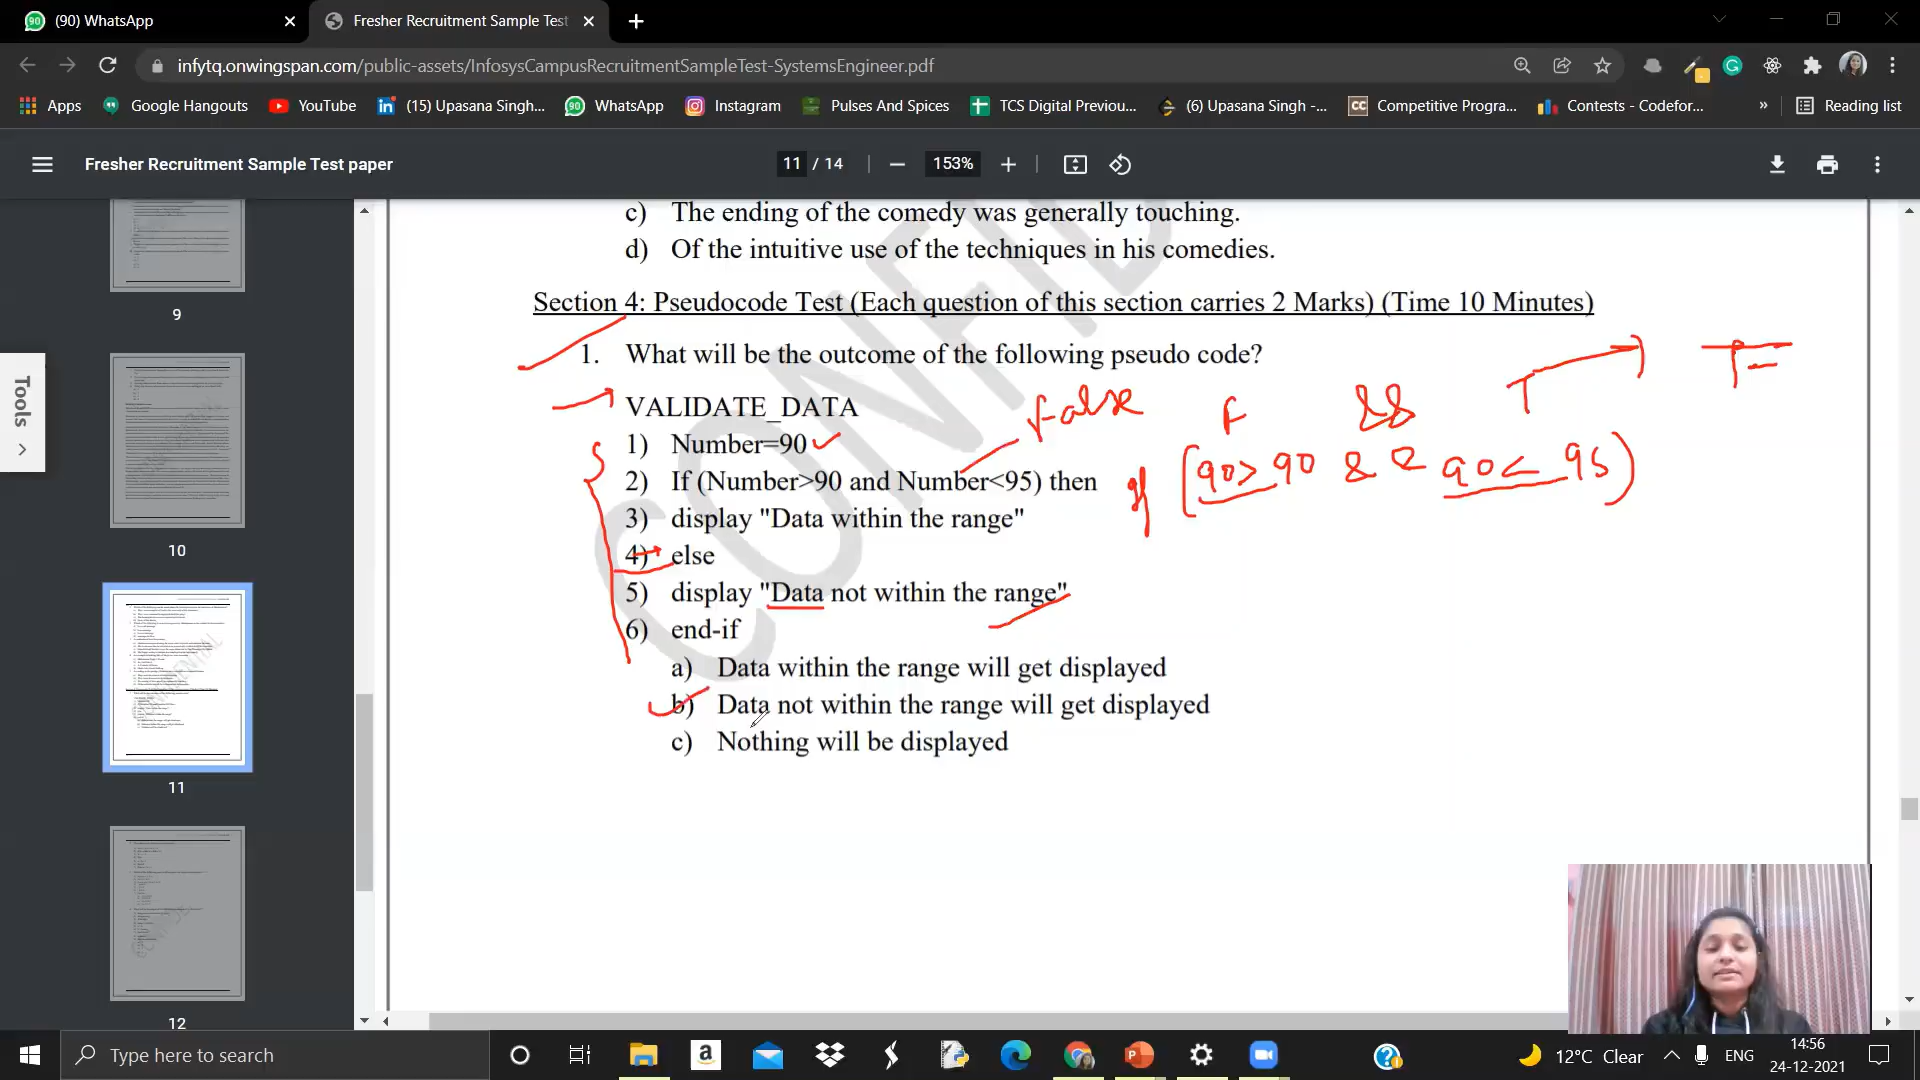 (90) WhatsApp
Fresher Recruitment Sample Test
infytq.onwingspan.com/public-assets/InfosysCampusRecruitmentSampleTest-SystemsEngineer.pdf
Apps Google Hangouts YouTube (15) Upasana Singh... WhatsApp Instagram Pulses And Spices TCS Digital Previou... (6) Upasana Singh -... Competitive Progra... Contests - Codefor... » Reading list
Fresher Recruitment Sample Test paper
11 / 14
153%
Tools
9
10
11
12
CONFID
c) The ending of the comedy was generally touching.
d) Of the intuitive use of the techniques in his comedies.
Section 4: Pseudocode Test (Each question of this section carries 2 Marks) (Time 10 Minutes)
1. What will be the outcome of the following pseudo code?
VALIDATE_DATA
1) Number=90
2) If (Number>90 and Number<95) then
3) display "Data within the range"
4) else
5) display "Data not within the range"
6) end-if
a) Data within the range will get displayed
b) Data not within the range will get displayed
c) Nothing will be displayed
false F && T
if (90>90 && 90<95)
Type here to search
12°C Clear
ENG
14:56
24-12-2021